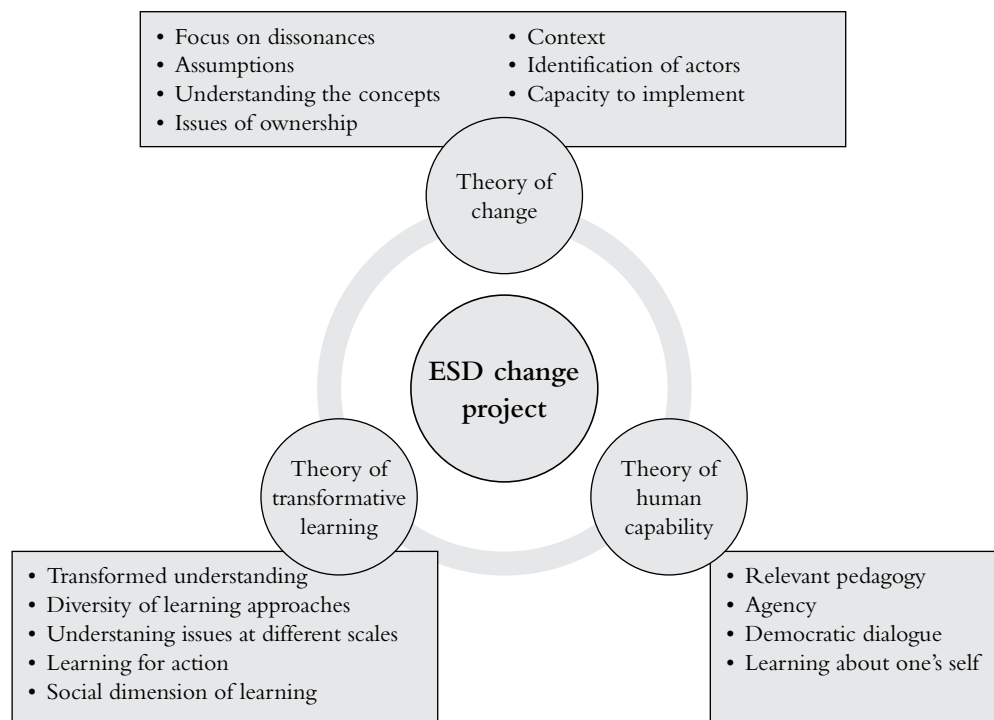 • Focus on dissonances
• Assumptions
• Understanding the concepts
• Issues of ownership
• Context
• Identification of actors
• Capacity to implement
Theory of
change
ESD change
project
Theory of
transformative
learning
Theory of
human
capability
• Transformed understanding
• Diversity of learning approaches
• Understaning issues at different scales
• Learning for action
• Social dimension of learning
• Relevant pedagogy
• Agency
• Democratic dialogue
• Learning about one's self